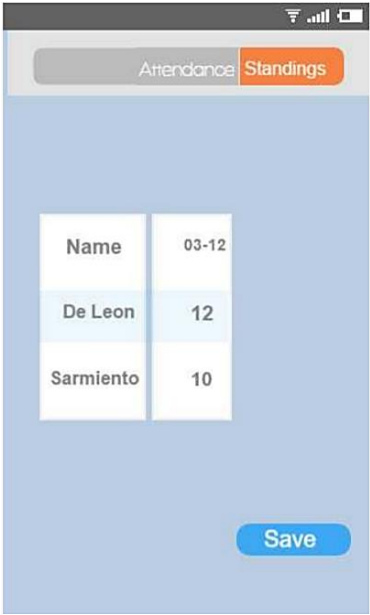 Attendance Standings
Name 03-12
De Leon 12
Sarmiento 10
Save